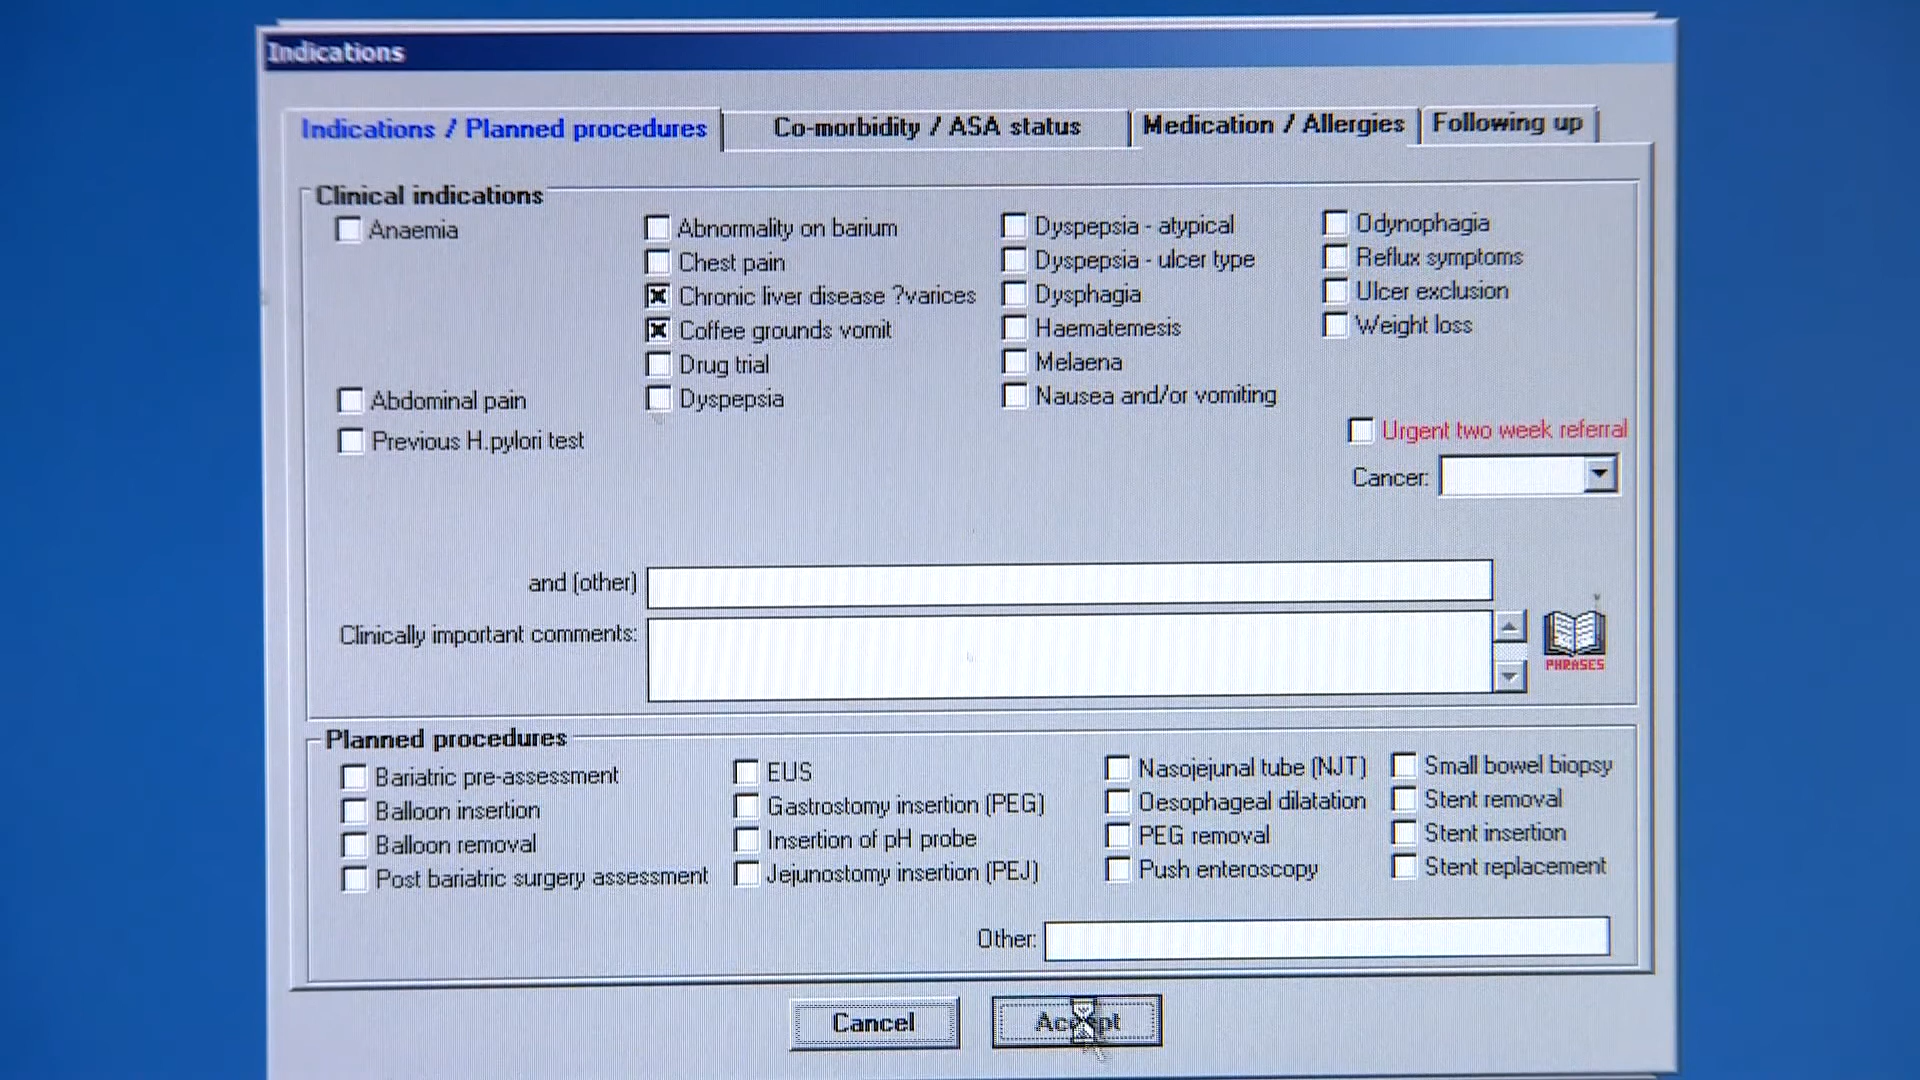 Indications
Indications / Planned procedures
Co-morbidity / ASA status
Medication / Allergies
Following up
Clinical indications
Anaemia
Abdominal pain
Previous H.pylori test
Abnormality on barium
Chest pain
Chronic liver disease ?varices
Coffee grounds vomit
Drug trial
Dyspepsia
Dyspepsia - atypical
Dyspepsia - ulcer type
Dysphagia
Haematemesis
Melaena
Nausea and/or vomiting
Odynophagia
Reflux symptoms
Ulcer exclusion
Weight loss
Urgent two week referral
Cancer:
and (other)
Clinically important comments:
PHRASES
Planned procedures
Bariatric pre-assessment
Balloon insertion
Balloon removal
Post bariatric surgery assessment
EUS
Gastrostomy insertion (PEG)
Insertion of pH probe
Jejunostomy insertion (PEJ)
Nasojejunal tube (NJT)
Oesophageal dilatation
PEG removal
Push enteroscopy
Small bowel biopsy
Stent removal
Stent insertion
Stent replacement
Other:
Cancel
Accept